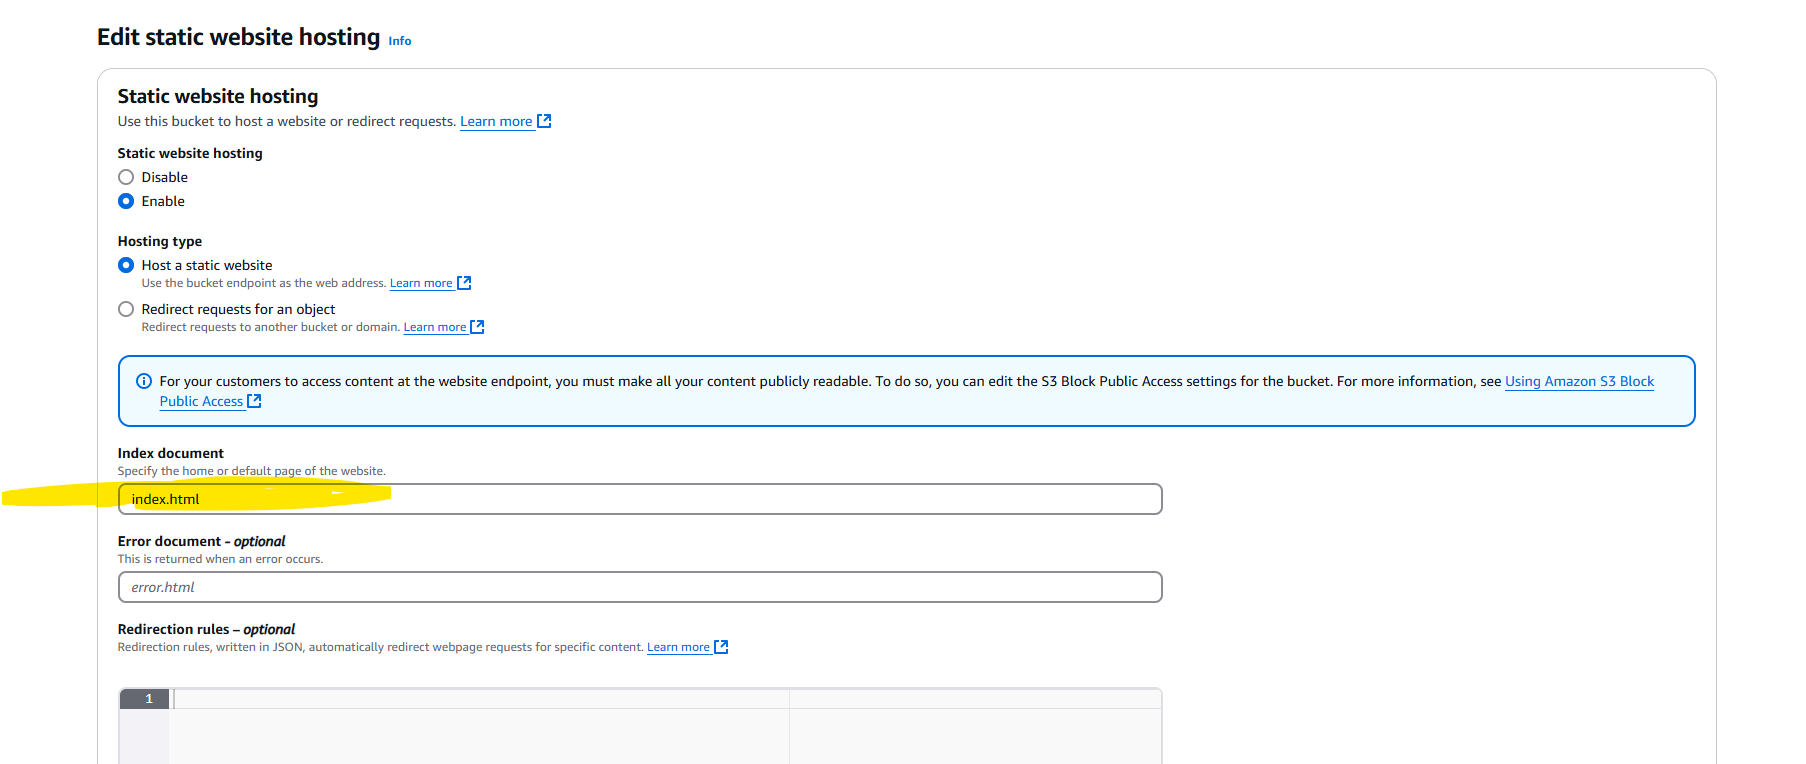 Edit static website hosting Info
Static website hosting
Use this bucket to host a website or redirect requests. Learn more
Static website hosting
Disable
Enable
Hosting type
Host a static website
Use the bucket endpoint as the web address. Learn more
Redirect requests for an object
Redirect requests to another bucket or domain. Learn more
For your customers to access content at the website endpoint, you must make all your content publicly readable. To do so, you can edit the S3 Block Public Access settings for the bucket. For more information, see Using Amazon S3 Block
Public Access
Index document
Specify the home or default page of the website.
index.html
Error document - optional
This is returned when an error occurs.
error.html
Redirection rules – optional
Redirection rules, written in JSON, automatically redirect webpage requests for specific content. Learn more
1